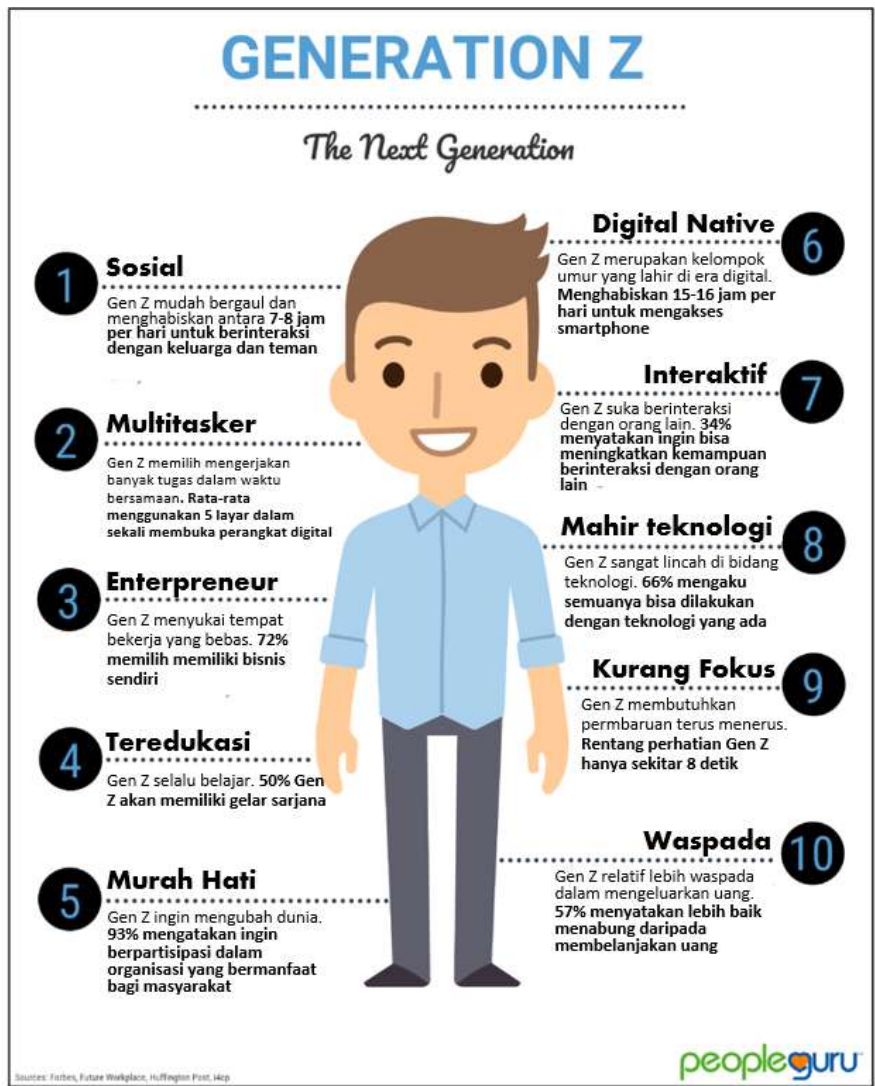 GENERATION Z
The Next Generation
1
Sosial
Gen Z mudah bergaul dan
menghabiskan antara 7-8 jam
per hari untuk berinteraksi
dengan keluarga dan teman
2
Multitasker
Gen Z memilih mengerjakan
banyak tugas dalam waktu
bersamaan. Rata-rata
menggunakan 5 layar dalam
sekali membuka perangkat digital
3
Enterpreneur
Gen Z menyukai tempat
bekerja yang bebas. 72%
memilih memiliki bisnis
sendiri
4
Teredukasi
Gen Z selalu belajar. 50% Gen
Z akan memiliki gelar sarjana
5
Murah Hati
Gen Z ingin mengubah dunia.
93% mengatakan ingin
berpartisipasi dalam
organisasi yang bermanfaat
bagi masyarakat
Digital Native
6
Gen Z merupakan kelompok
umur yang lahir di era digital.
Menghabiskan 15-16 jam per
hari untuk mengakses
smartphone
Interaktif
7
Gen Z suka berinteraksi
dengan orang lain. 34%
menyatakan ingin bisa
meningkatkan kemampuan
berinteraksi dengan orang
lain
Mahir teknologi
8
Gen Z sangat lincah di bidang
teknologi. 66% mengaku
semuanya bisa dilakukan
dengan teknologi yang ada
Kurang Fokus
9
Gen Z membutuhkan
permbaruan terus menerus.
Rentang perhatian Gen Z
hanya sekitar 8 detik
Waspada
10
Gen Z relatif lebih waspada
dalam mengeluarkan uang.
57% menyatakan lebih baik
menabung daripada
membelanjakan uang
Sources: Forbes, Future Workplace, Huffington Post, i4cp
peopleguru